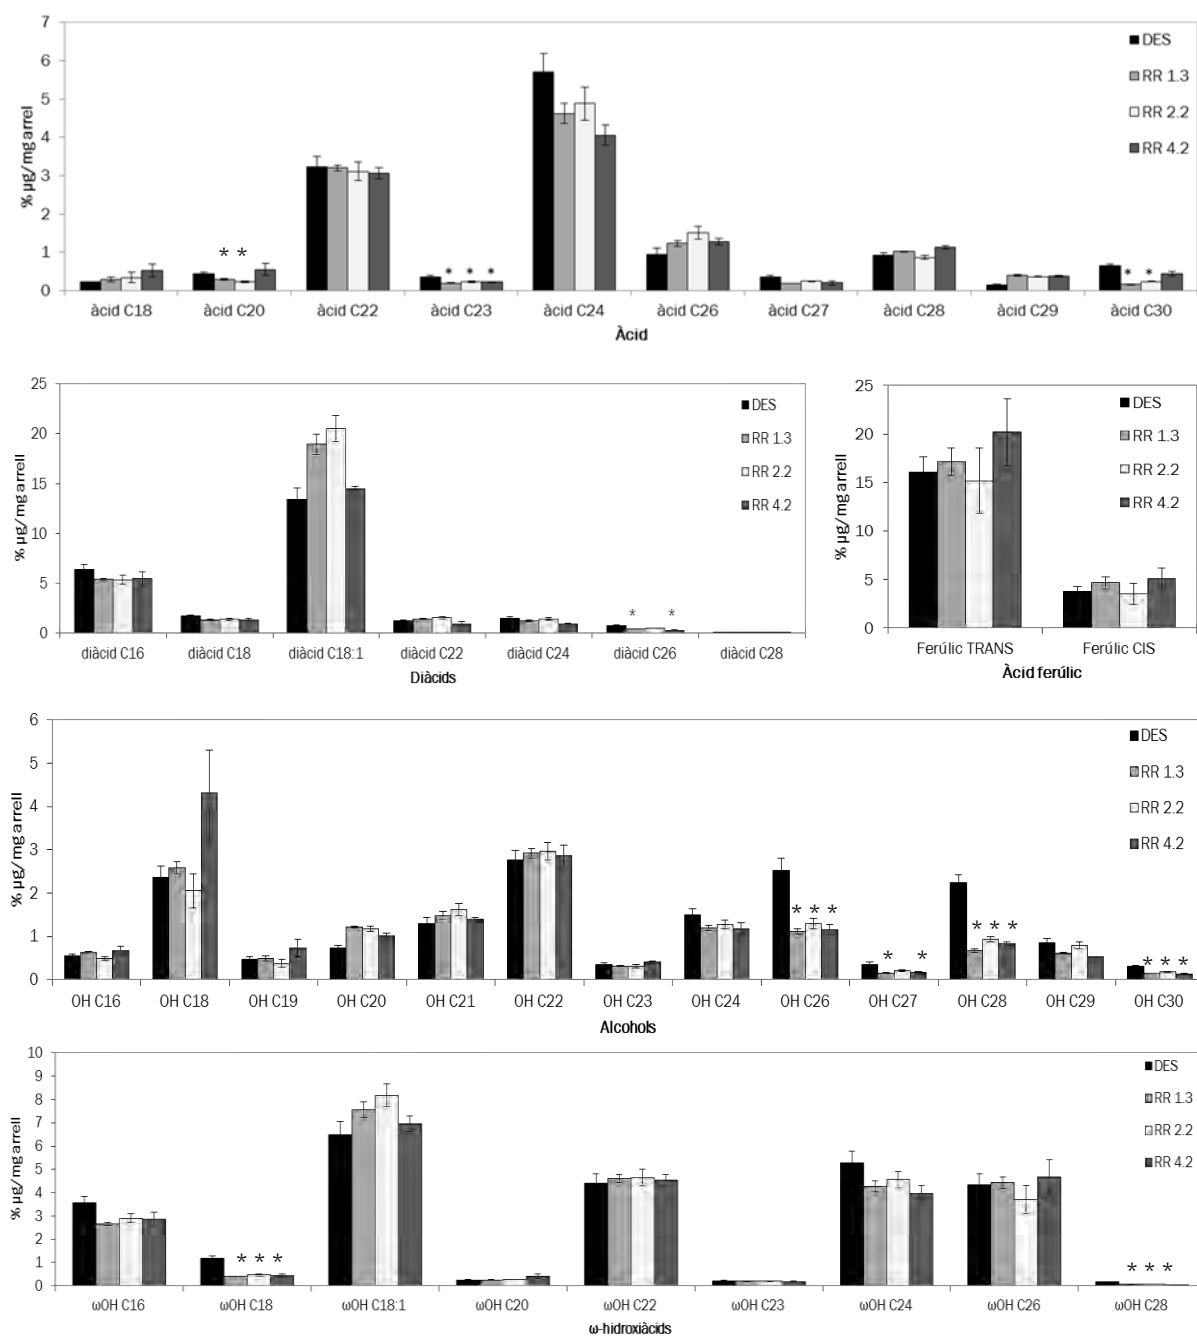 7
6
5
4
3
2
1
0
% µg/mg arrell
DES
RR 1.3
RR 2.2
RR 4.2
* *
* * *
* *
àcid C18 àcid C20 àcid C22 àcid C23 àcid C24 àcid C26 àcid C27 àcid C28 àcid C29 àcid C30
Àcid
25
20
15
10
5
0
% µg/mg arrell
DES
RR 1.3
RR 2.2
RR 4.2
* *
diàcid C16 diàcid C18 diàcid C18:1 diàcid C22 diàcid C24 diàcid C26 diàcid C28
Diàcids
25
20
15
10
5
0
% µg/mg arrell
DES
RR 1.3
RR 2.2
RR 4.2
Ferúlic TRANS Ferúlic CIS
Àcid ferúlic
6
5
4
3
2
1
0
% µg/mg arrell
DES
RR 1.3
RR 2.2
RR 4.2
* * *
* *
* * *
* * *
OH C16 OH C18 OH C19 OH C20 OH C21 OH C22 OH C23 OH C24 OH C26 OH C27 OH C28 OH C29 OH C30
Alcohols
10
9
8
7
6
5
4
3
2
1
0
% µg/mg arrell
DES
RR 1.3
RR 2.2
RR 4.2
* * *
* * *
ωOH C16 ωOH C18 ωOH C18:1 ωOH C20 ωOH C22 ωOH C23 ωOH C24 ωOH C26 ωOH C28
ω-hidroxiàcids